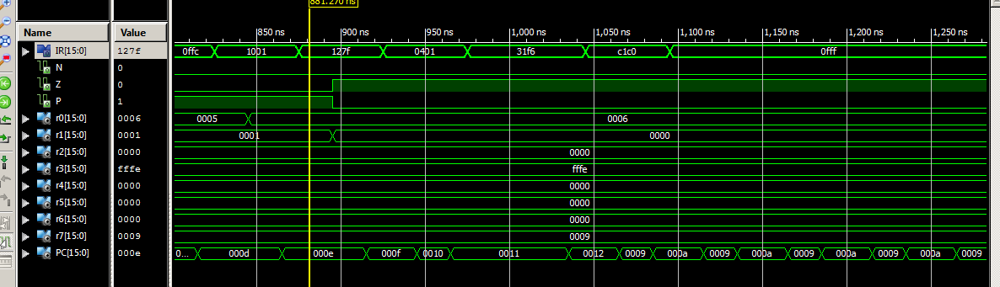 881.270 ns
Name Value 850 ns 900 ns 950 ns 1,000 ns 1,050 ns 1,100 ns 1,150 ns 1,200 ns 1,250 ns
IR[15:0] 127f 0ffc 1001 127f 0401 31f6 c1c0 0fff
N 0
Z 0
P 1
r0[15:0] 0006 0005 0006
r1[15:0] 0001 0001 0000
r2[15:0] 0000 0000
r3[15:0] fffe fffe
r4[15:0] 0000 0000
r5[15:0] 0000 0000
r6[15:0] 0000 0000
r7[15:0] 0009 0009
PC[15:0] 000e 0... 000d 000e 000f 0010 0011 0012 0009 000a 0009 000a 0009 000a 0009 000a 0009